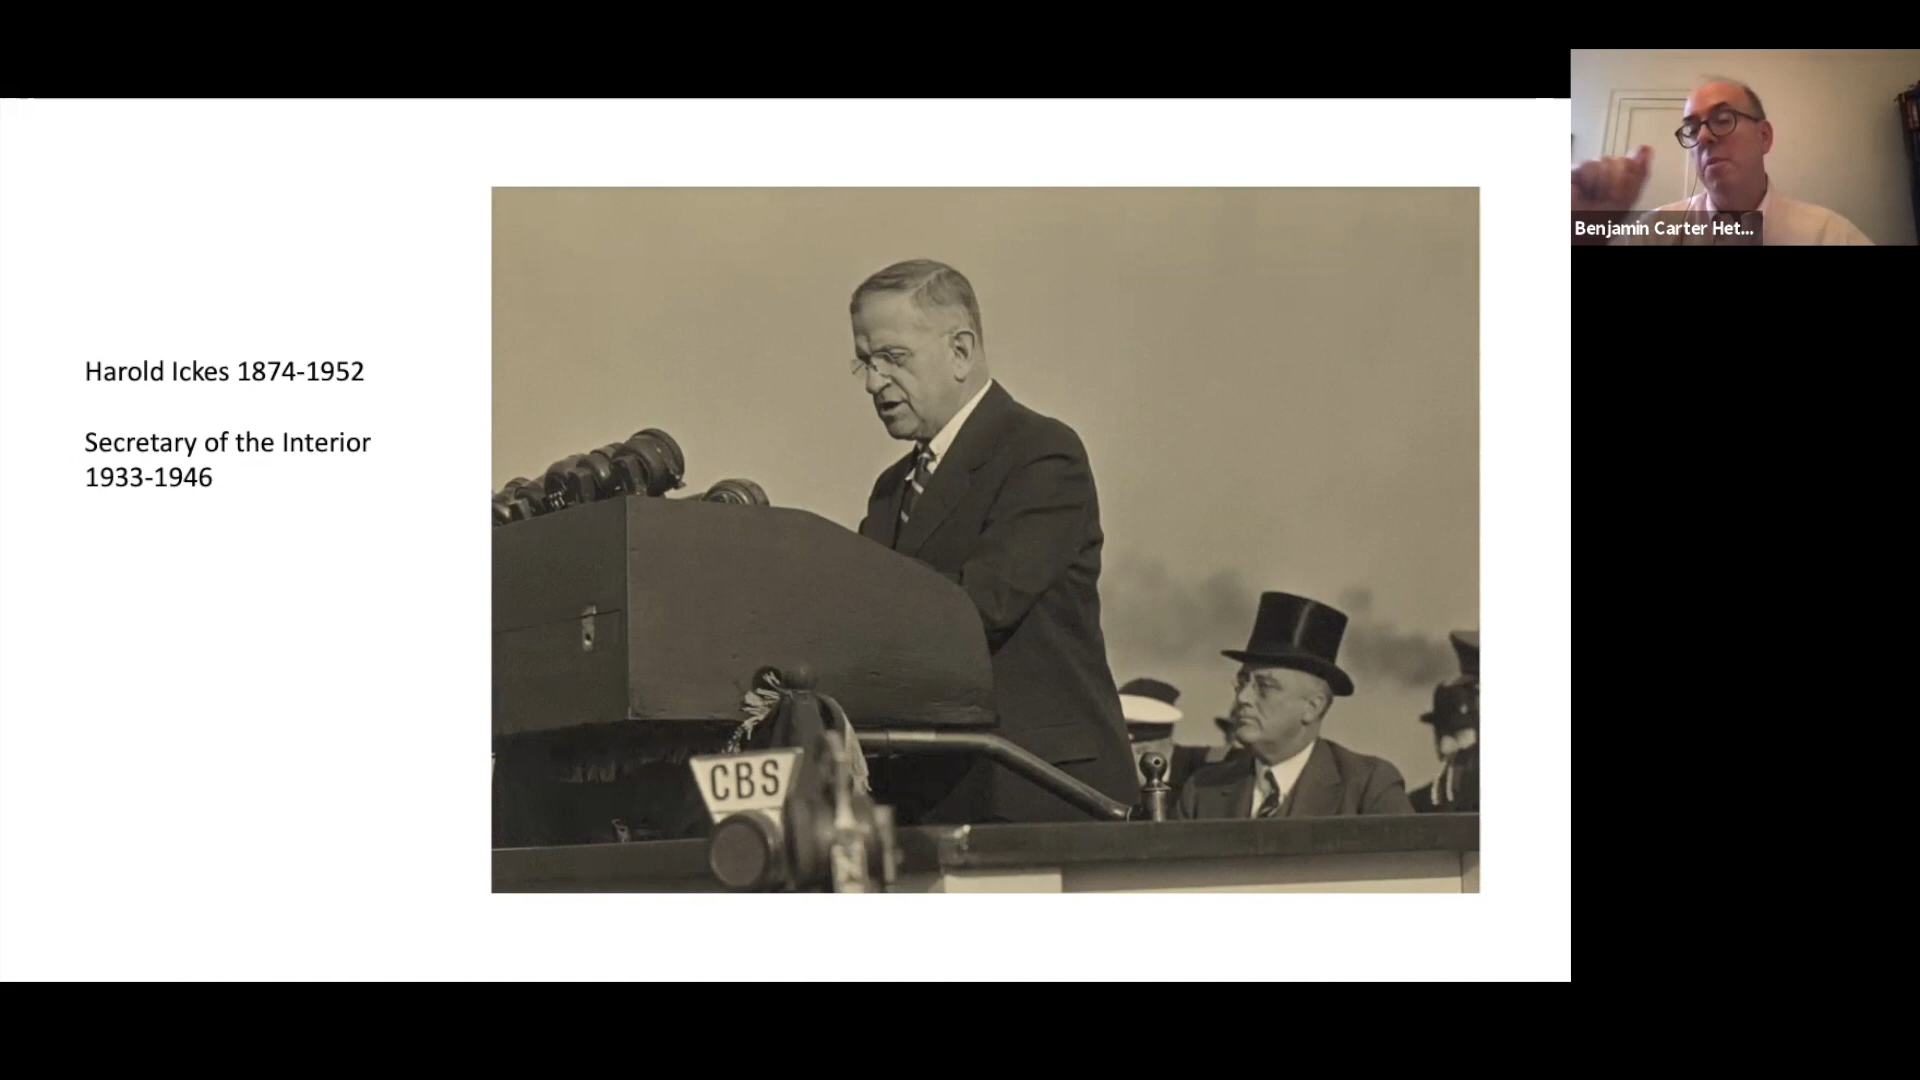 Harold Ickes 1874-1952
Secretary of the Interior
1933-1946
CBS
Benjamin Carter Het...